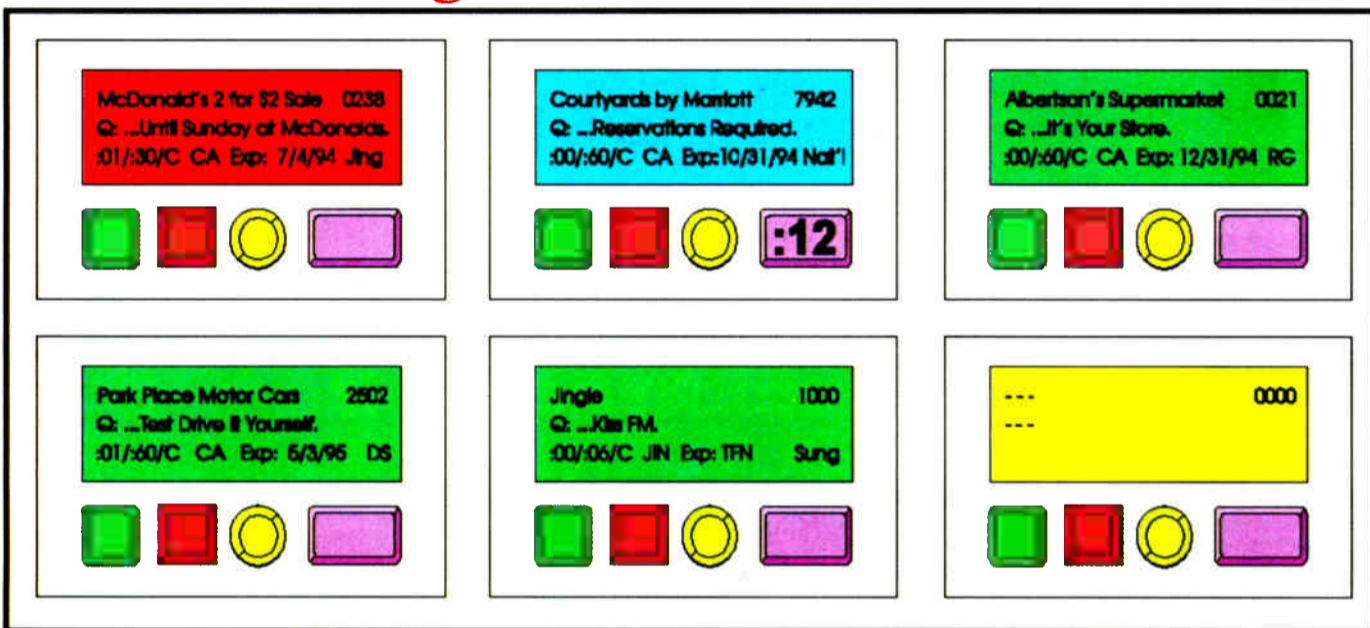 McDonald's 2 for $2 Sale 0238
Q: ...Until Sunday at McDonalds.
:01/:30/C CA Exp: 7/4/94 Jing
Courtyards by Marriott 7942
Q: ...Reservations Required.
:00/:60/C CA Exp:10/31/94 Nat'l
:12
Albertson's Supermarket 0021
Q: ...It's Your Store.
:00/:60/C CA Exp: 12/31/94 RG
Park Place Motor Cars 2502
Q: ...Test Drive It Yourself.
:01/:60/C CA Exp: 5/3/95 DS
Jingle 1000
Q: ...Kiss FM.
:00/:06/C JIN Exp: TFN Sung
--- 0000
---